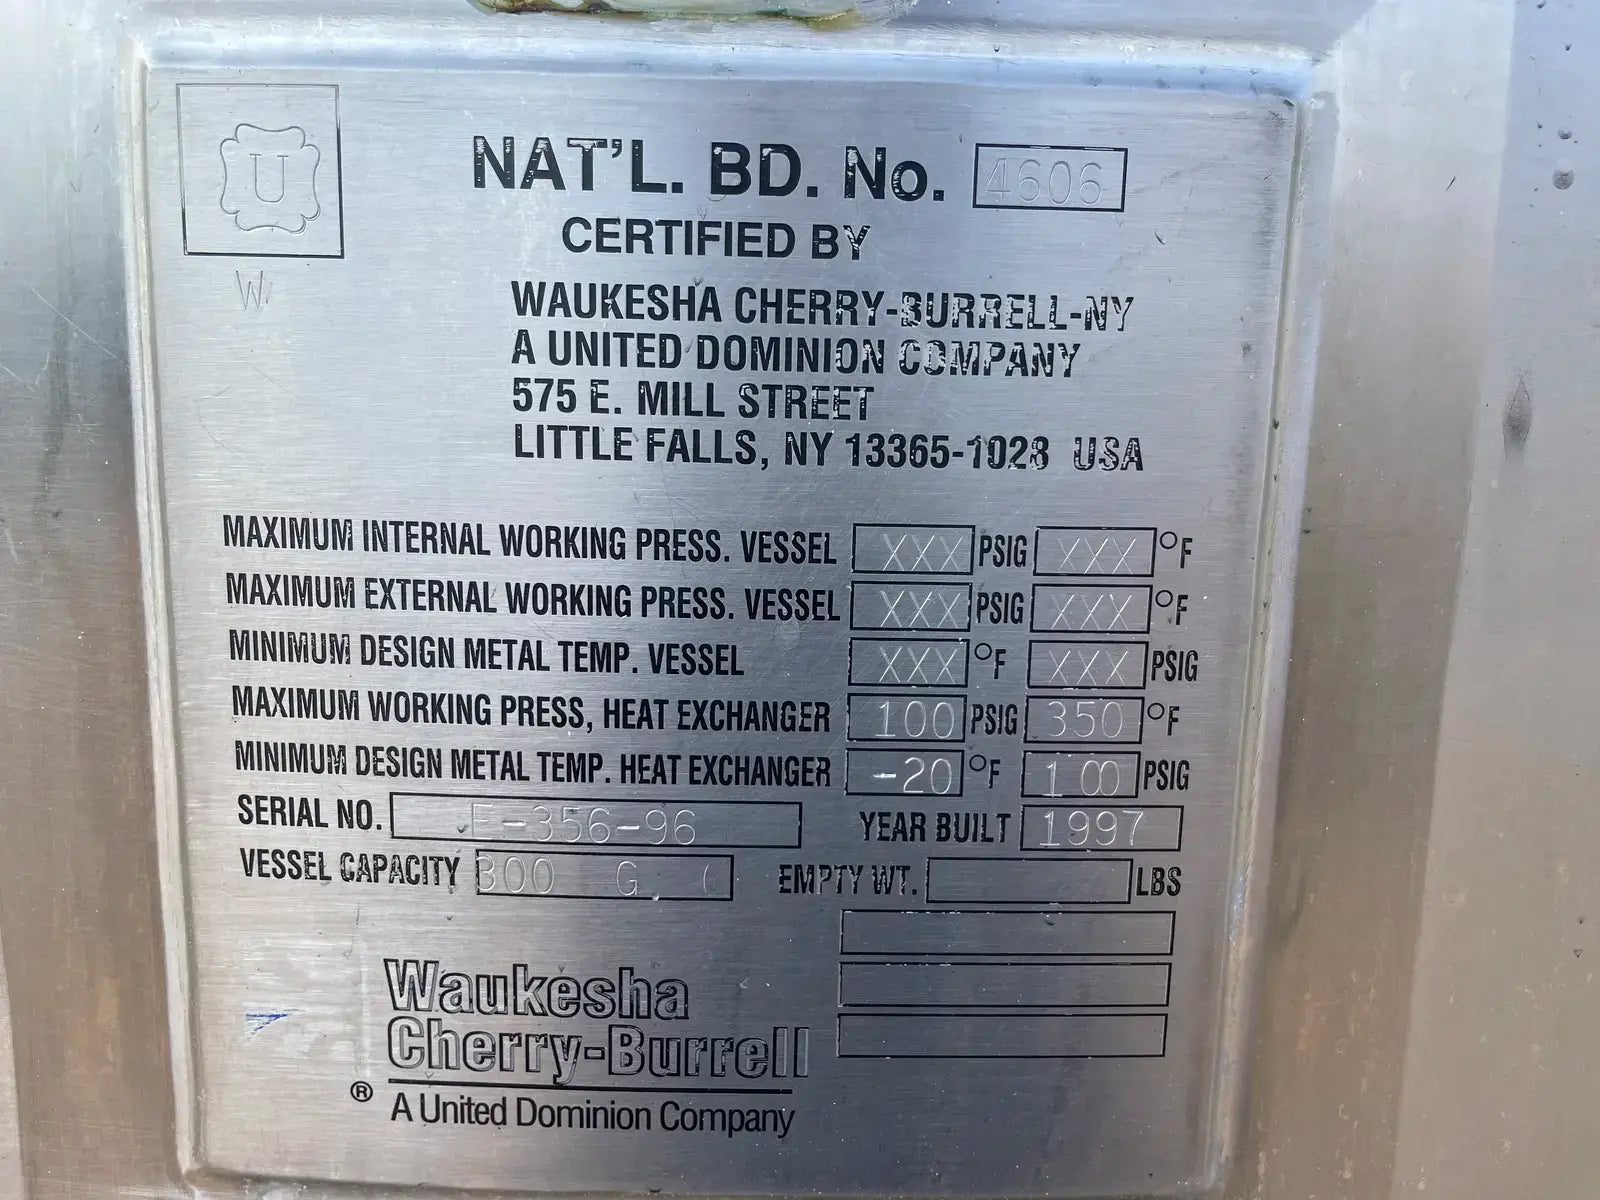 U
W
NAT'L. BD. No. 4606
CERTIFIED BY
WAUKESHA CHERRY-BURRELL-NY
A UNITED DOMINION COMPANY
575 E. MILL STREET
LITTLE FALLS, NY 13365-1028 USA
MAXIMUM INTERNAL WORKING PRESS. VESSEL XXX PSIG XXX °F
MAXIMUM EXTERNAL WORKING PRESS. VESSEL XXX PSIG XXX °F
MINIMUM DESIGN METAL TEMP. VESSEL XXX °F XXX PSIG
MAXIMUM WORKING PRESS, HEAT EXCHANGER 100 PSIG 350 °F
MINIMUM DESIGN METAL TEMP. HEAT EXCHANGER -20 °F 100 PSIG
SERIAL NO. E-356-96 YEAR BUILT 1997
VESSEL CAPACITY 300 G EMPTY WT. LBS
Waukesha
Cherry-Burrell
® A United Dominion Company